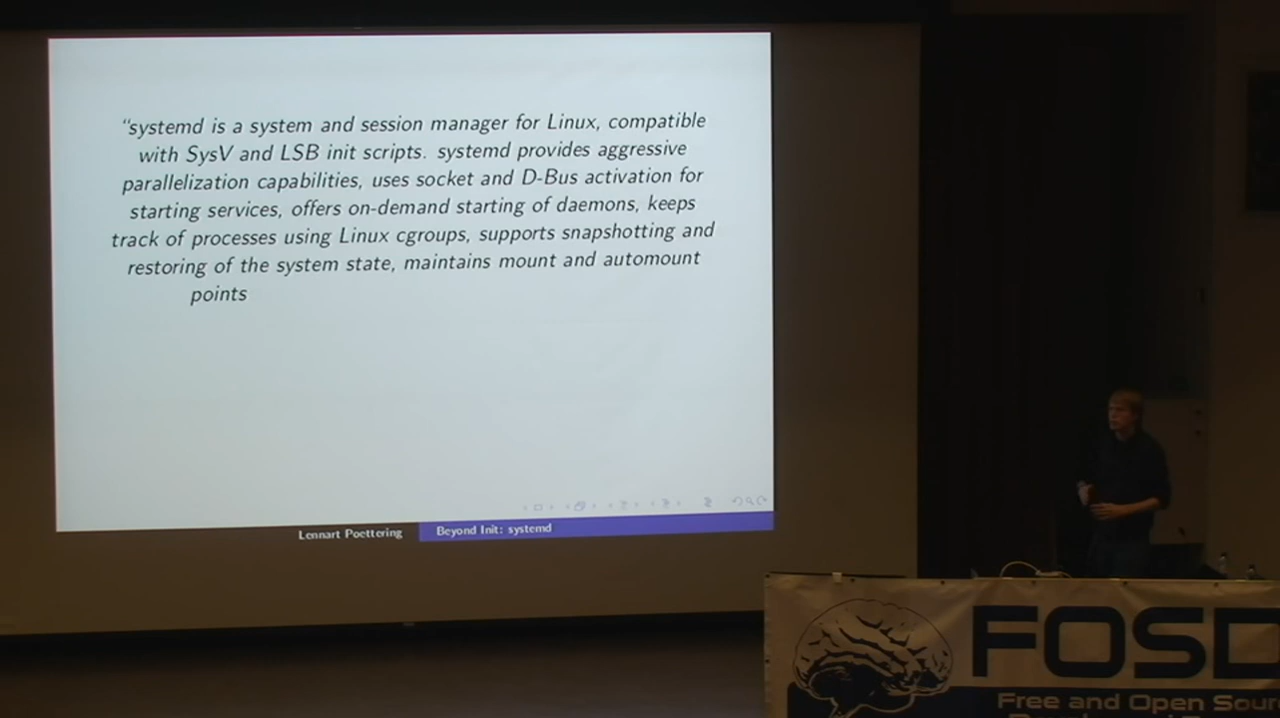 “systemd is a system and session manager for Linux, compatible
with SysV and LSB init scripts. systemd provides aggressive
parallelization capabilities, uses socket and D-Bus activation for
starting services, offers on-demand starting of daemons, keeps
track of processes using Linux cgroups, supports snapshotting and
restoring of the system state, maintains mount and automount
points
Lennart Poettering
Beyond Init: systemd
FOSD
Free and Open Sour